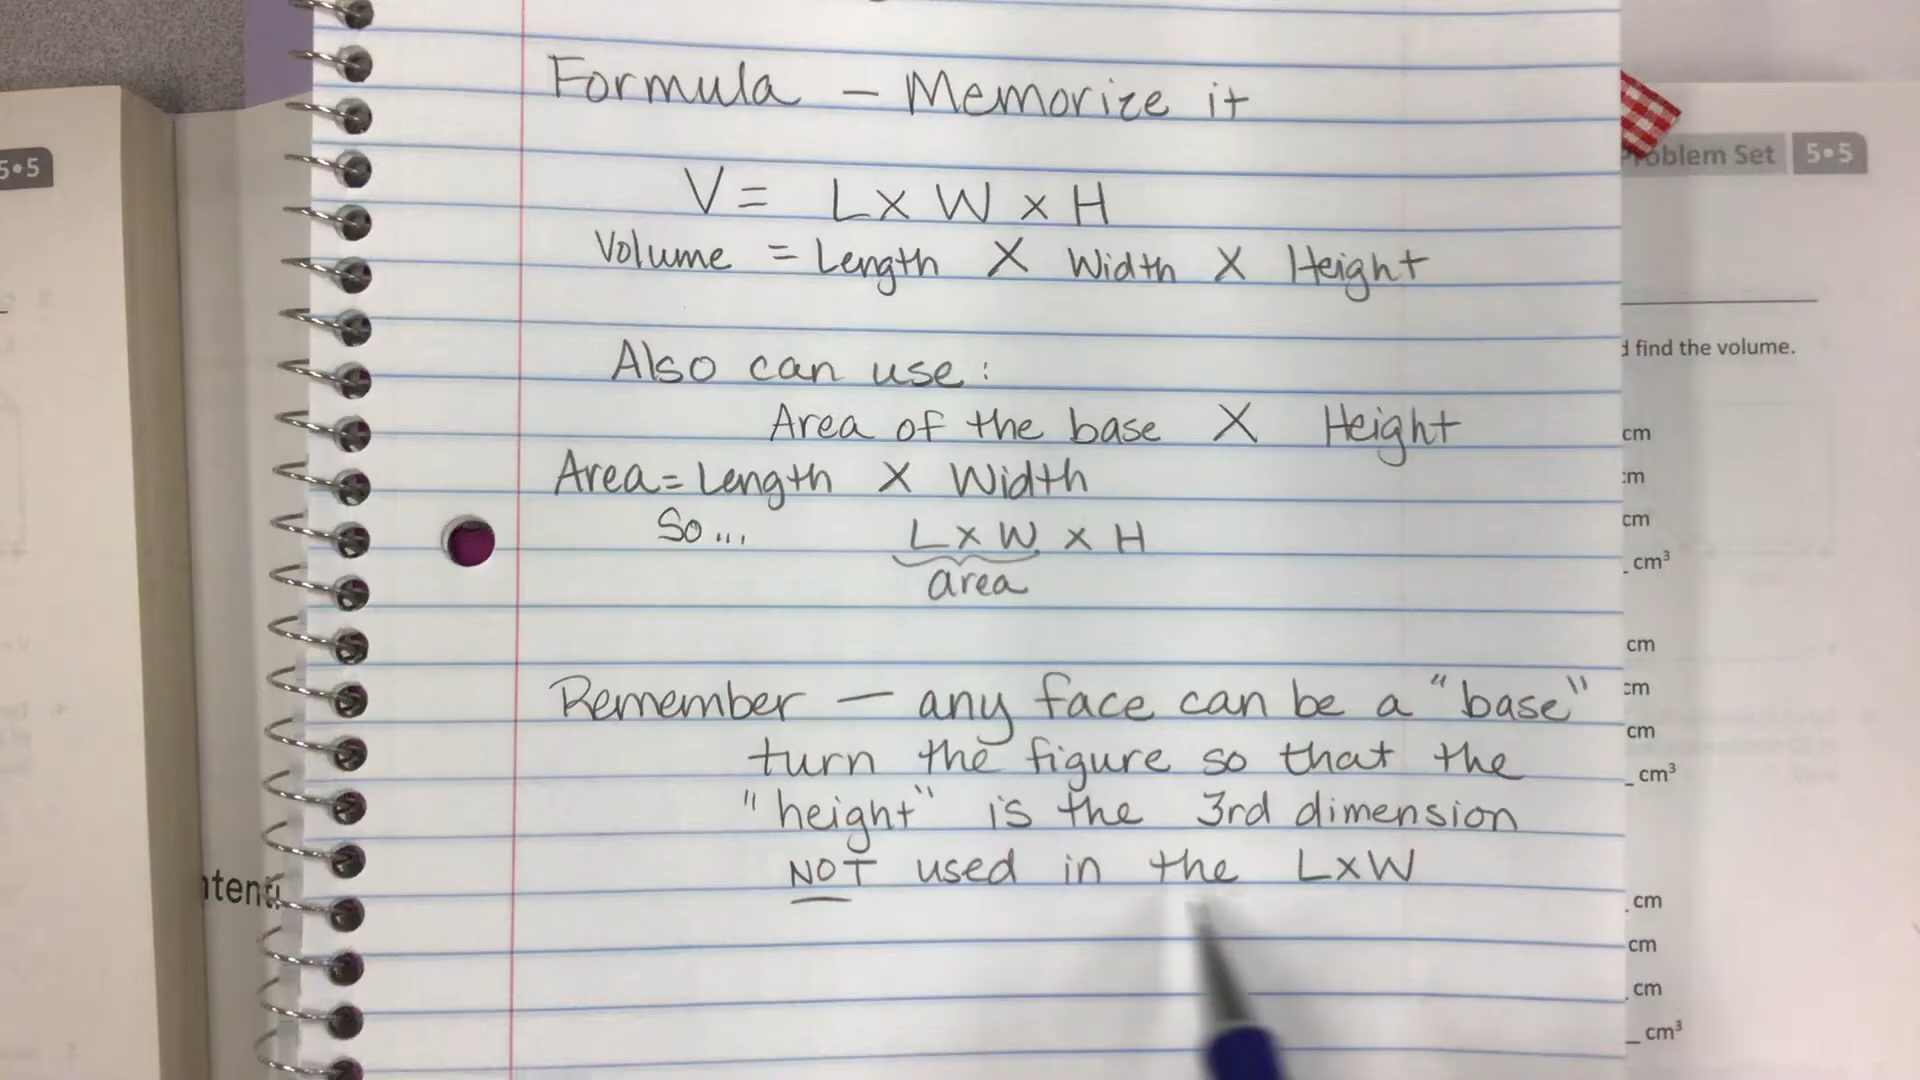 Formula — Memorize it
V = L x W x H
Volume = Length X Width X Height
Also can use:
Area of the base X Height
Area = Length X Width
So... L x W x H
area
Remember — any face can be a "base"
turn the figure so that the
"height" is the 3rd dimension
NOT used in the LxW
5•5
Problem Set 5•5
find the volume.
cm
cm
cm
cm³
cm
cm
cm
cm³
cm
cm
cm
cm³